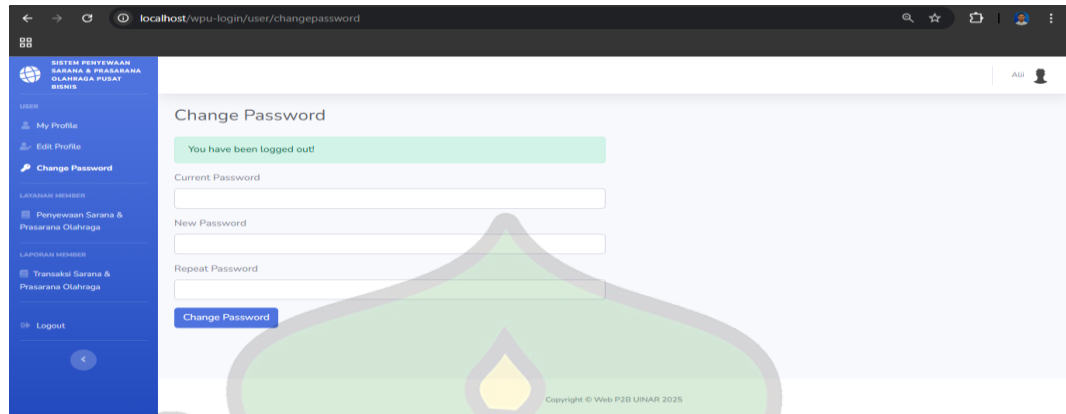 localhost/wpu-login/user/changepassword
SISTEM PENYEWAAN
SARANA & PRASARANA
OLAHRAGA PUSAT
BISNIS
Alii
USER
My Profile
Edit Profile
Change Password
LAYANAN MEMBER
Penyewaan Sarana &
Prasarana Olahraga
LAPORAN MEMBER
Transaksi Sarana &
Prasarana Olahraga
Logout
Change Password
You have been logged out!
Current Password
New Password
Repeat Password
Change Password
Copyright © Web P2B UINAR 2025